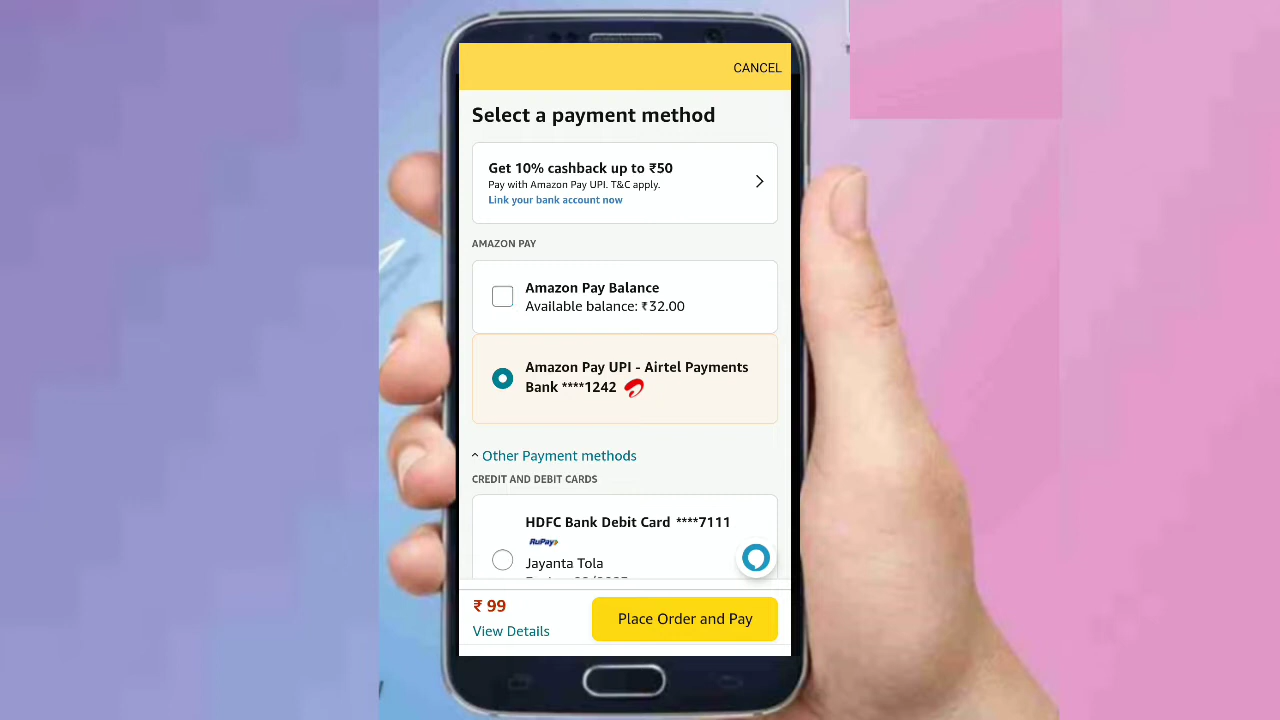 CANCEL
Select a payment method
Get 10% cashback up to ₹50
Pay with Amazon Pay UPI. T&C apply.
Link your bank account now
AMAZON PAY
Amazon Pay Balance
Available balance: ₹32.00
Amazon Pay UPI - Airtel Payments
Bank ****1242
Other Payment methods
CREDIT AND DEBIT CARDS
HDFC Bank Debit Card ****7111
RuPay
Jayanta Tola
₹ 99
Place Order and Pay
View Details